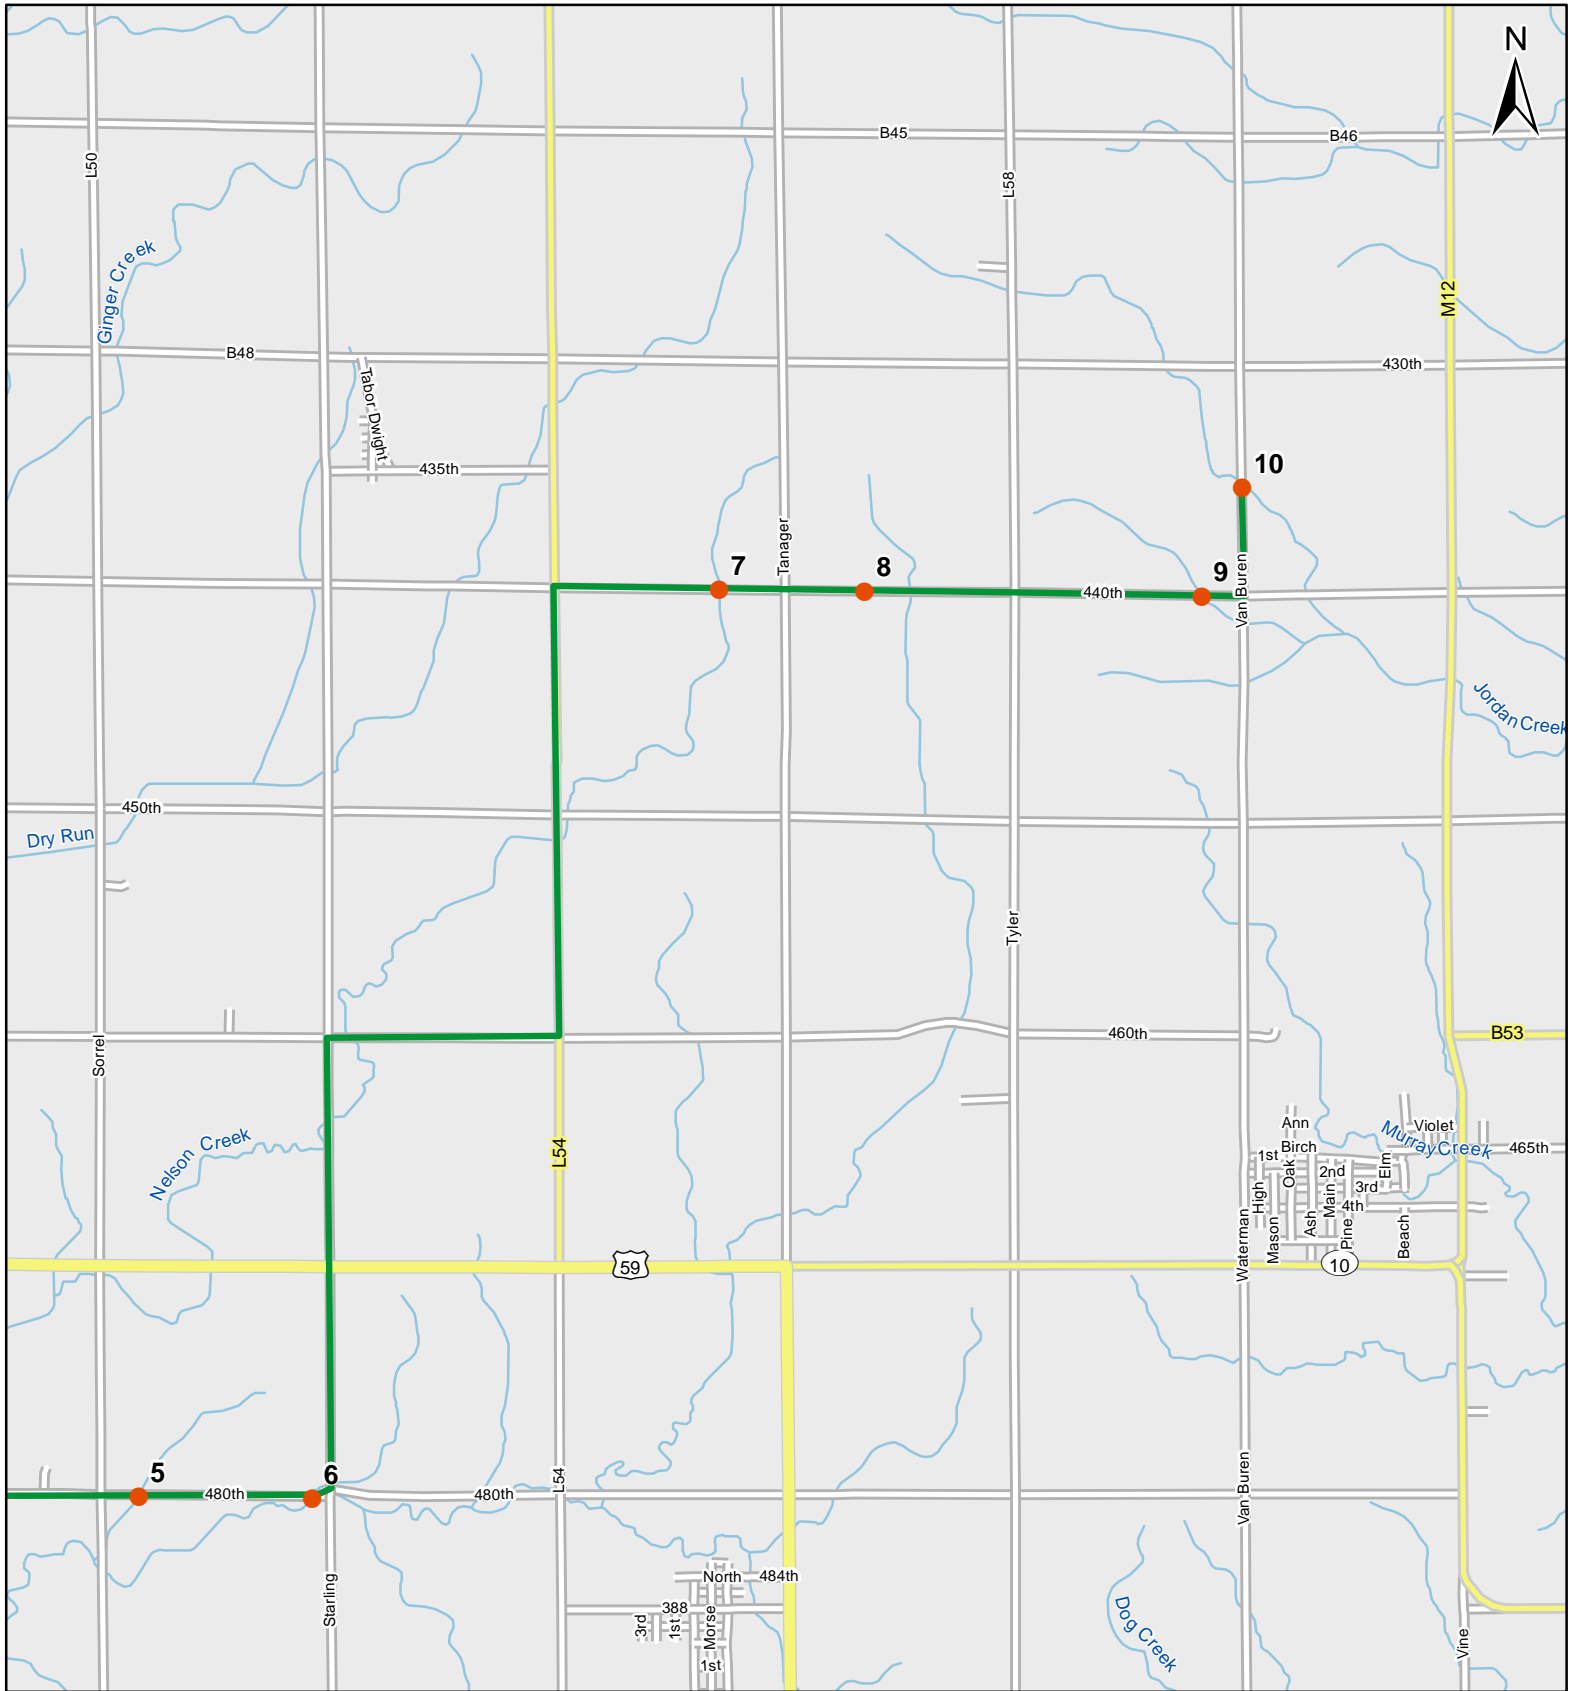 N
B45
B46
L50
L58
Ginger Creek
M12
B48
430th
Tabor Dwight
435th
10
Tanager
7
8
9
440th
Van Buren
Jordan Creek
450th
Dry Run
Tyler
Sorrel
460th
B53
L54
Nelson Creek
Ann
Violet
Birch
Murray Creek
465th
1st
Oak
2nd
Elm
High
Main
3rd
4th
Mason
Ash
Pine
Beach
Waterman
59
10
5
6
480th
L54
480th
Van Buren
Starling
North
484th
388
3rd
1st
Morse
1st
Dog Creek
Vine